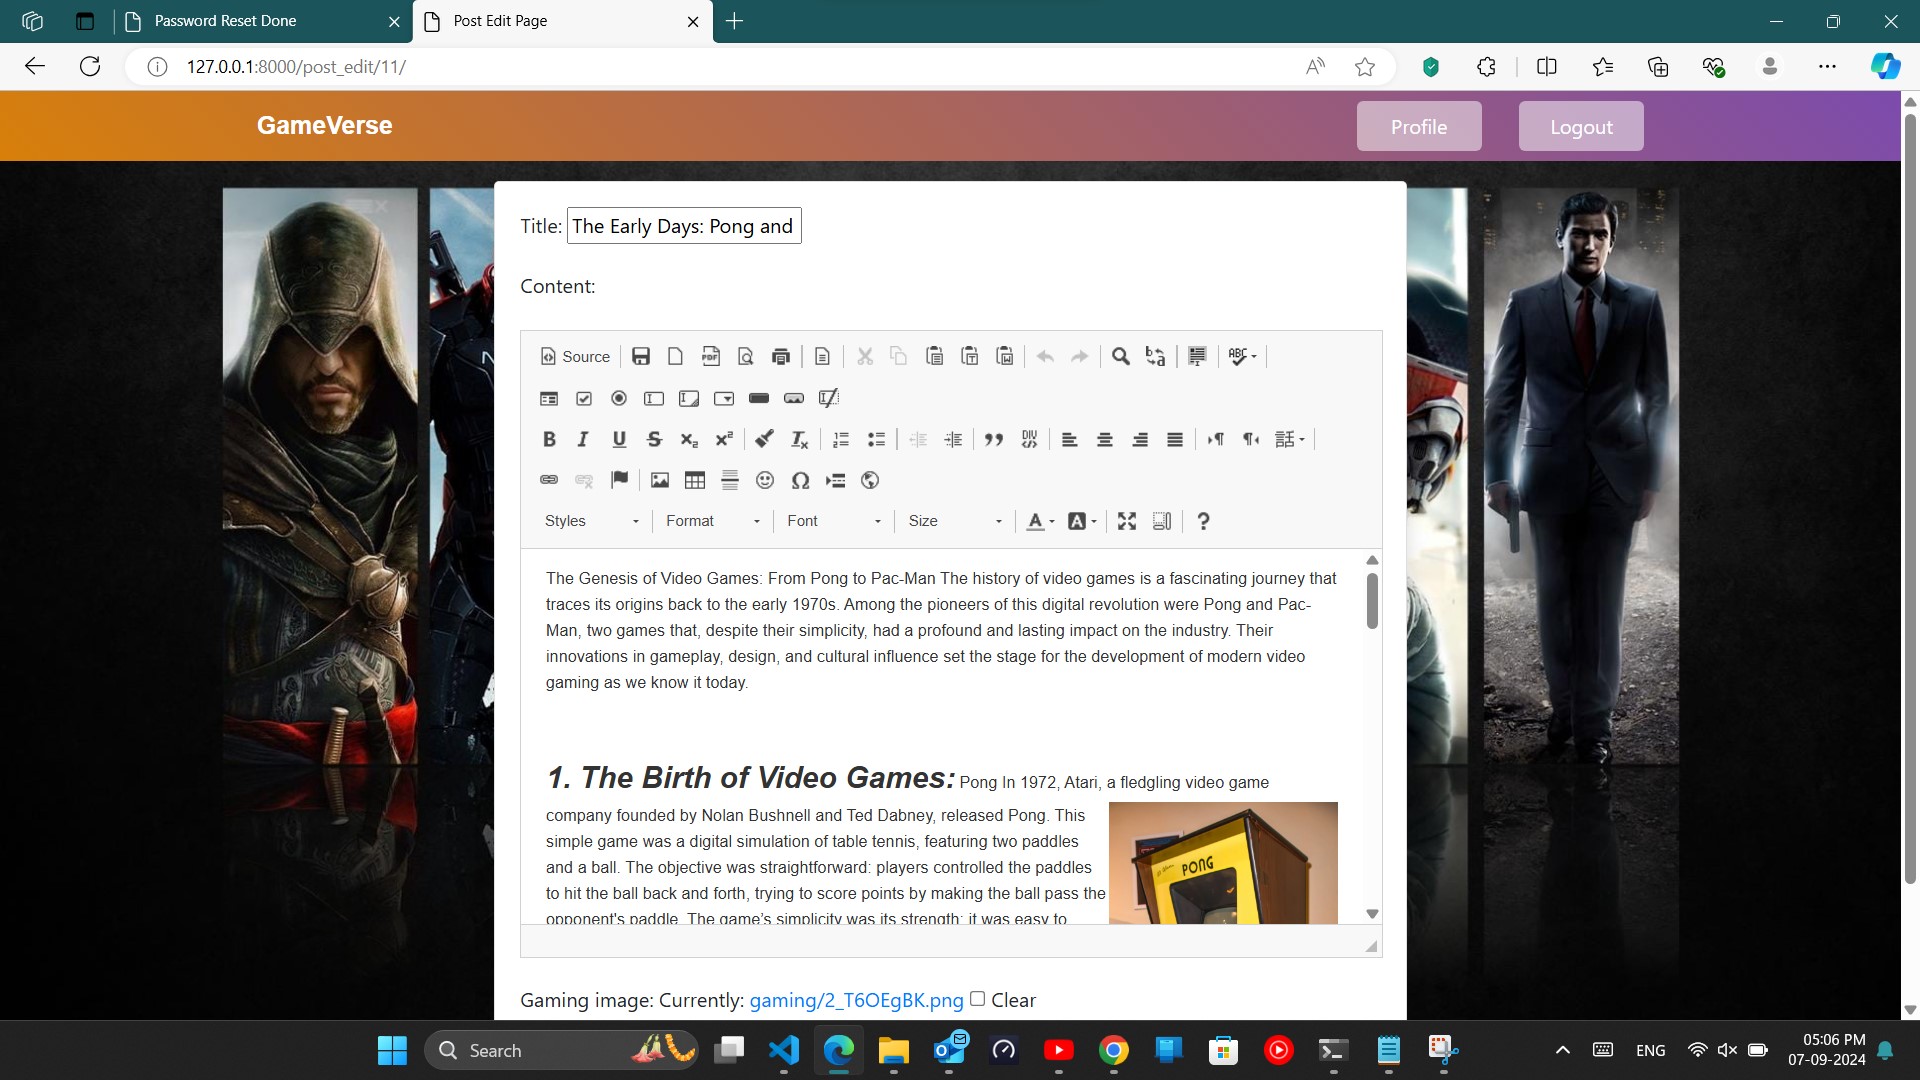 Password Reset Done
Post Edit Page
127.0.0.1:8000/post_edit/11/
GameVerse
Profile
Logout
Title: The Early Days: Pong and
Content:
Source
PDF
ABC
B I U S x₂ x² Tx
DIV
Styles Format Font Size A A ?
The Genesis of Video Games: From Pong to Pac-Man The history of video games is a fascinating journey that
traces its origins back to the early 1970s. Among the pioneers of this digital revolution were Pong and Pac-
Man, two games that, despite their simplicity, had a profound and lasting impact on the industry. Their
innovations in gameplay, design, and cultural influence set the stage for the development of modern video
gaming as we know it today.
1. The Birth of Video Games: Pong In 1972, Atari, a fledgling video game
company founded by Nolan Bushnell and Ted Dabney, released Pong. This
simple game was a digital simulation of table tennis, featuring two paddles
and a ball. The objective was straightforward: players controlled the paddles
to hit the ball back and forth, trying to score points by making the ball pass the
opponent's paddle. The game's simplicity was its strength; it was easy to
PONG
Gaming image: Currently: gaming/2_T6OEgBK.png Clear
Search
ENG
05:06 PM
07-09-2024